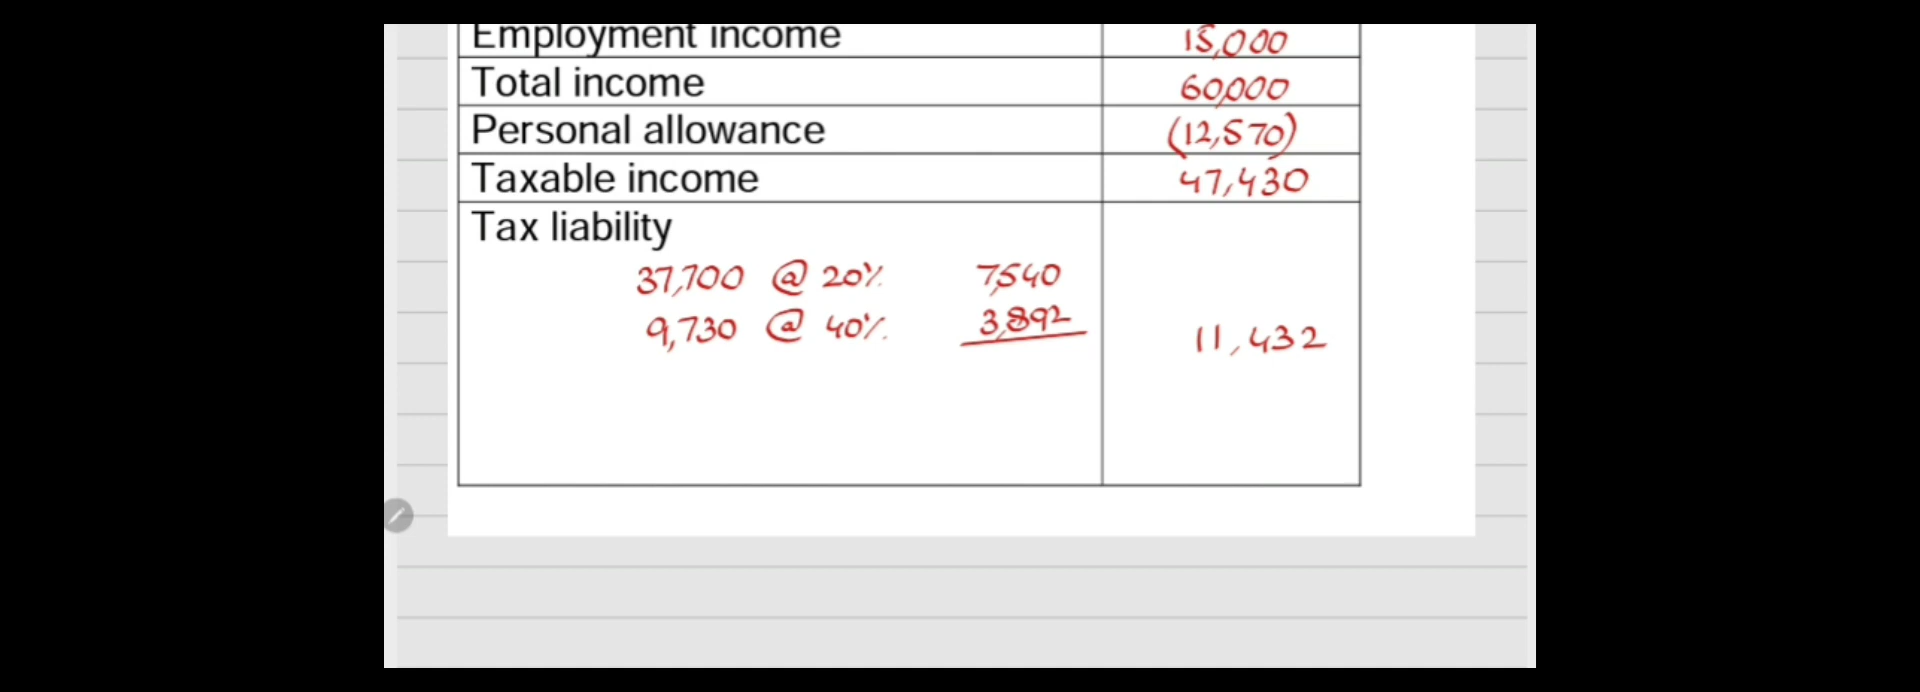 Employment income 15,000
Total income 60,000
Personal allowance (12,570)
Taxable income 47,430
Tax liability
37,700 @ 20% 7,540
9,730 @ 40% 3,892 11,432